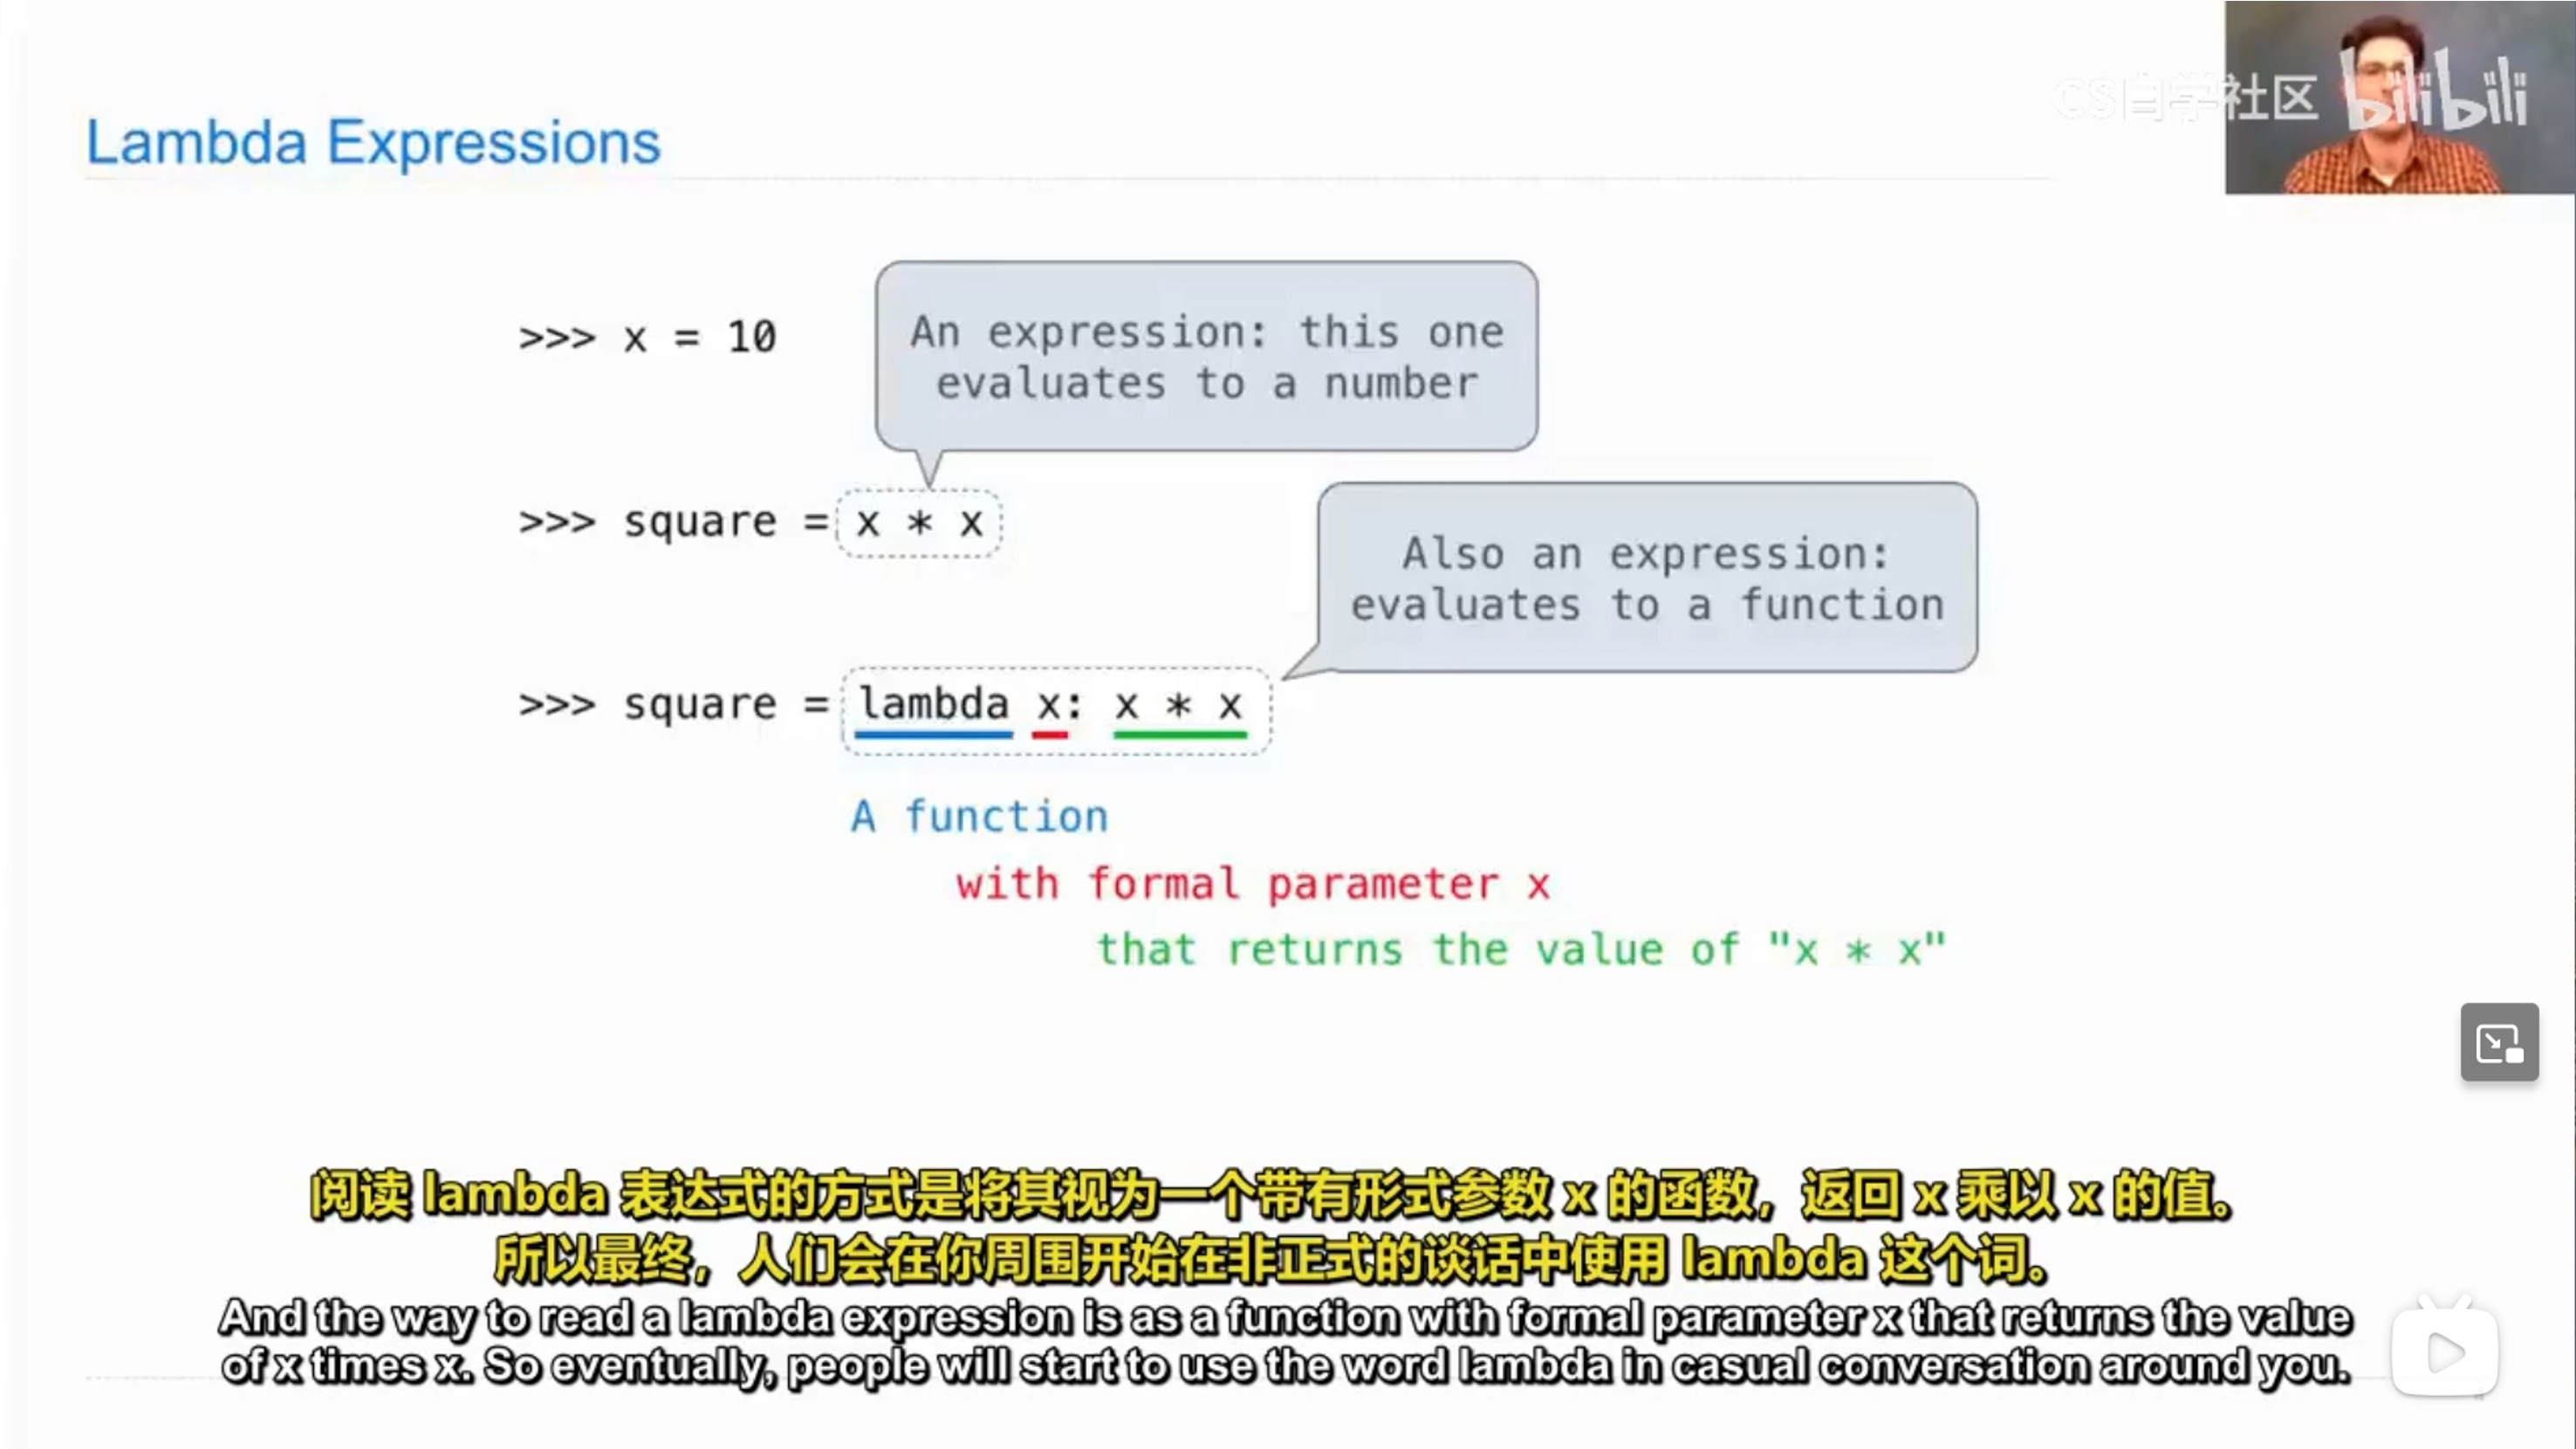 CS自学社区 bilibili
Lambda Expressions
>>> x = 10
An expression: this one
evaluates to a number
>>> square = x * x
Also an expression:
evaluates to a function
>>> square = lambda x: x * x
A function
with formal parameter x
that returns the value of "x * x"
阅读 lambda 表达式的方式是将其视为一个带有形式参数 x 的函数，返回 x 乘以 x 的值。
所以最终，人们会在你周围开始在非正式的谈话中使用 lambda 这个词。
And the way to read a lambda expression is as a function with formal parameter x that returns the value
of x times x. So eventually, people will start to use the word lambda in casual conversation around you.